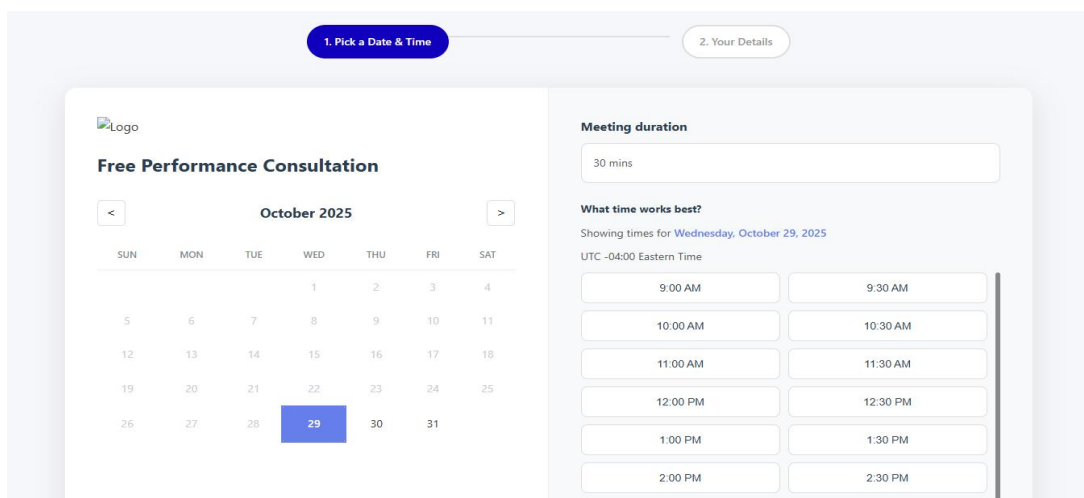 1. Pick a Date & Time
2. Your Details
Logo
Free Performance Consultation
< October 2025 >
SUN MON TUE WED THU FRI SAT
1 2 3 4
5 6 7 8 9 10 11
12 13 14 15 16 17 18
19 20 21 22 23 24 25
26 27 28 29 30 31
Meeting duration
30 mins
What time works best?
Showing times for Wednesday, October 29, 2025
UTC -04:00 Eastern Time
9:00 AM 9:30 AM
10:00 AM 10:30 AM
11:00 AM 11:30 AM
12:00 PM 12:30 PM
1:00 PM 1:30 PM
2:00 PM 2:30 PM